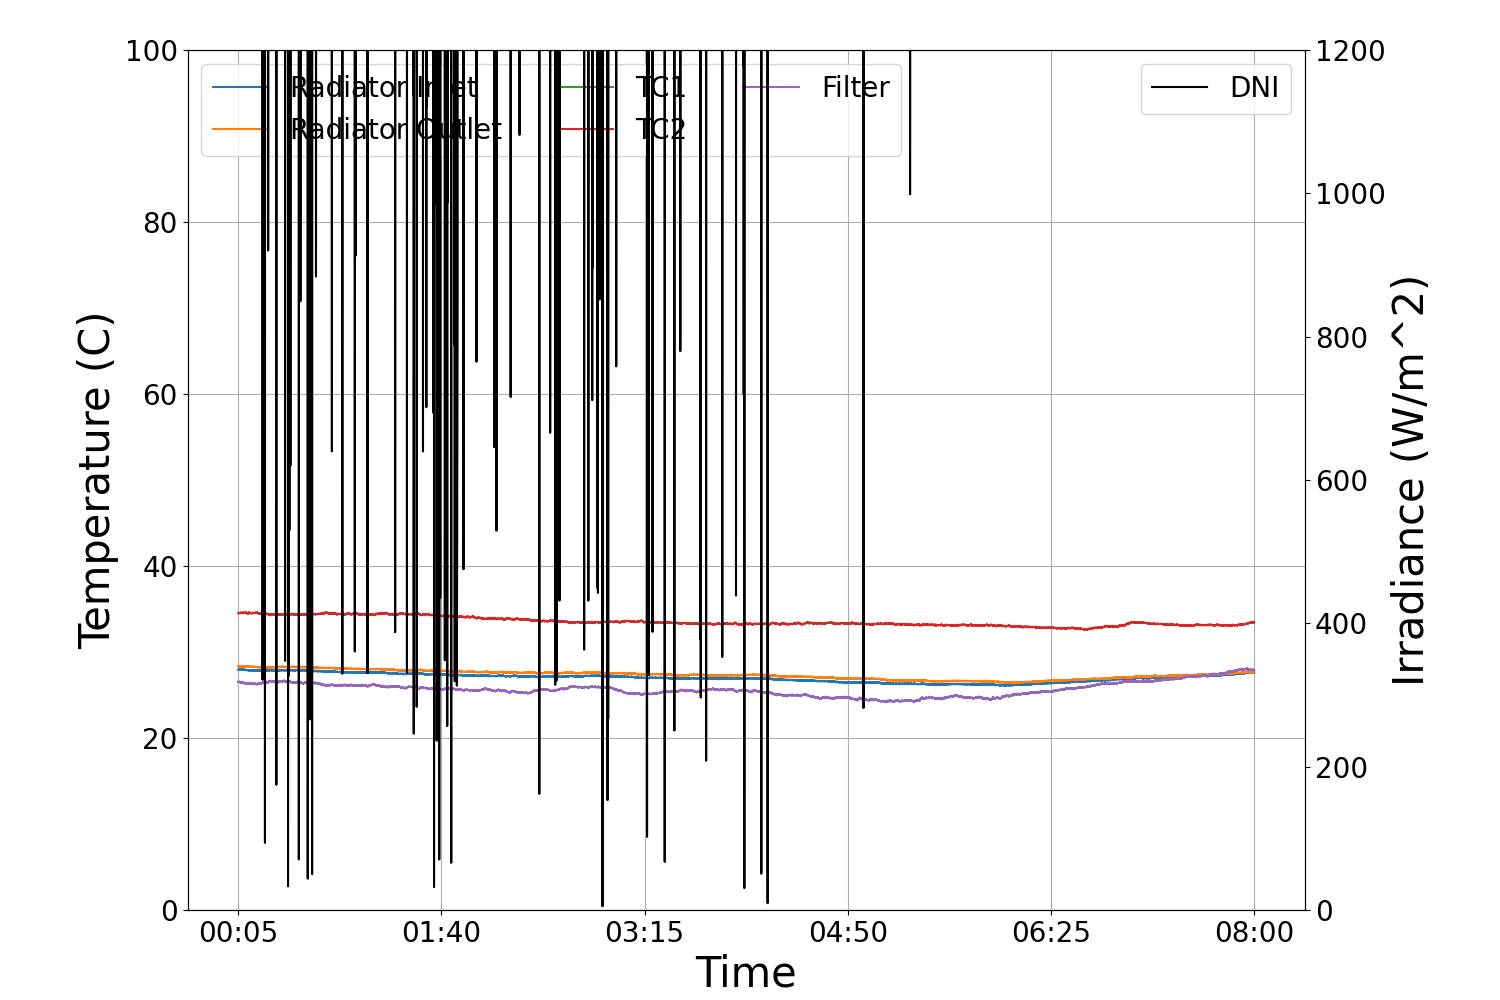 100
80
60
40
20
0
Temperature (C)
Radiator Inlet
Radiator Outlet
TC1
TC2
Filter
DNI
1200
1000
800
600
400
200
0
Irradiance (W/m^2)
00:05 01:40 03:15 04:50 06:25 08:00
Time